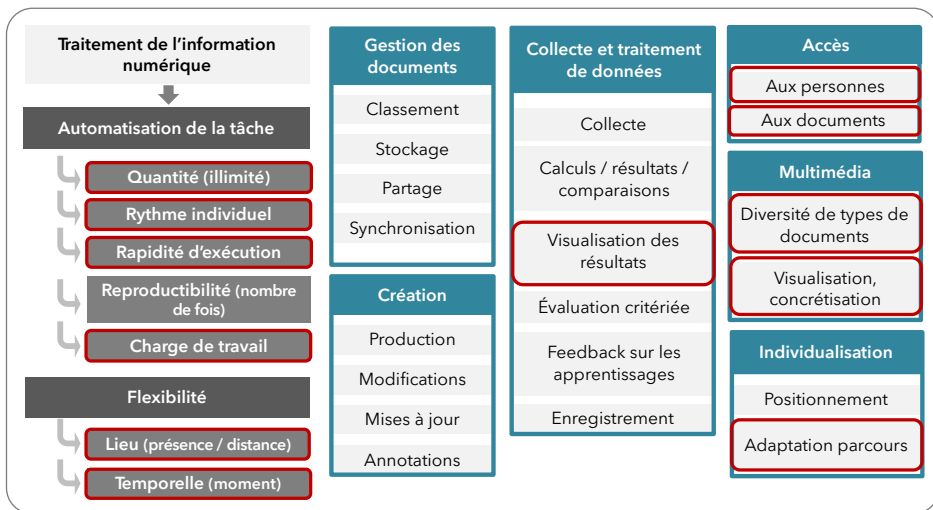 Traitement de l’information
numérique
Automatisation de la tâche
Quantité (illimité)
Rythme individuel
Rapidité d’exécution
Reproductibilité (nombre
de fois)
Charge de travail
Flexibilité
Lieu (présence / distance)
Temporelle (moment)
Gestion des
documents
Classement
Stockage
Partage
Synchronisation
Création
Production
Modifications
Mises à jour
Annotations
Collecte et traitement
de données
Collecte
Calculs / résultats /
comparaisons
Visualisation des
résultats
Évaluation critériée
Feedback sur les
apprentissages
Enregistrement
Accès
Aux personnes
Aux documents
Multimédia
Diversité de types de
documents
Visualisation,
concrétisation
Individualisation
Positionnement
Adaptation parcours